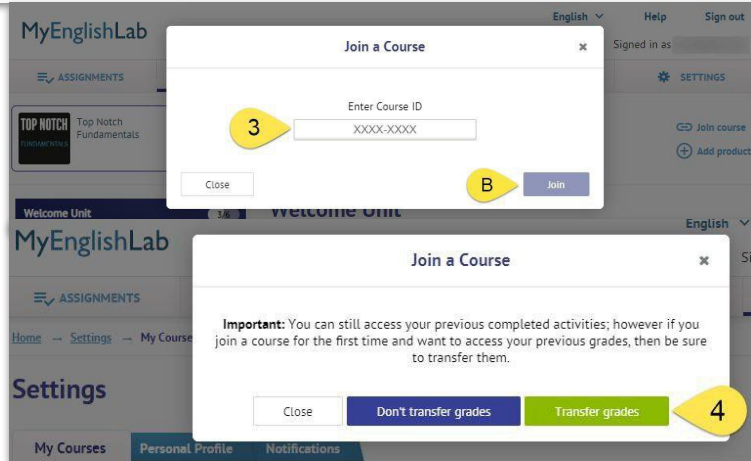 English
Help
Sign out
MyEnglishLab
Join a Course
×
Signed in as
ASSIGNMENTS
SETTINGS
Enter Course ID
TOP NOTCH
FUNDAMENTALS
Top Notch
Fundamentals
3
XXXX-XXXX
Join course
Add product
Close
B
Join
Welcome Unit
3/6
Welcome Unit
English
MyEnglishLab
Join a Course
×
Si
ASSIGNMENTS
Important: You can still access your previous completed activities; however if you
join a course for the first time and want to access your previous grades, then be sure
to transfer them.
Home → Settings → My Course
Settings
Close
Don't transfer grades
Transfer grades
4
My Courses
Personal Profile
Notifications